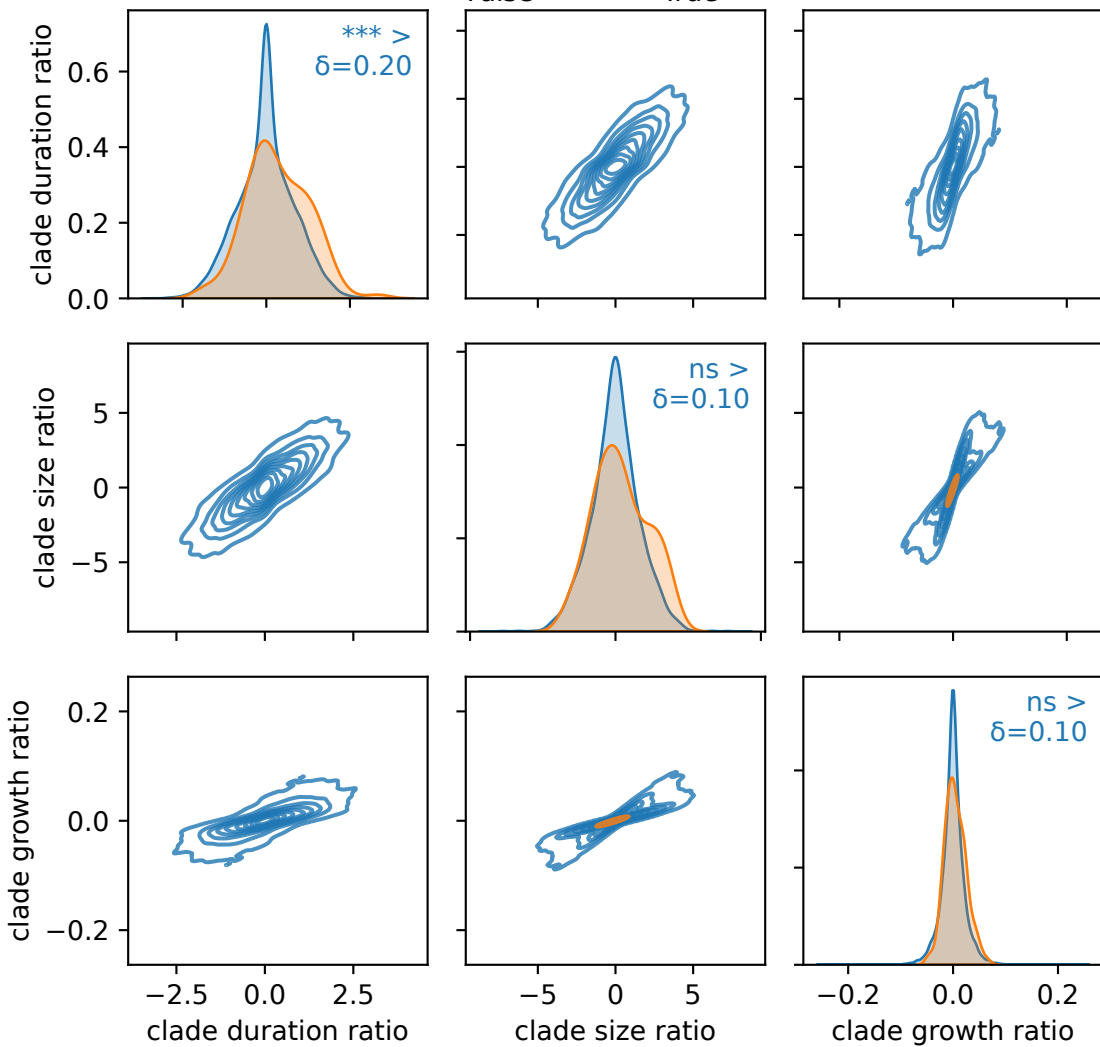 clade duration ratio
0.6
0.4
0.2
0.0
*** >
δ=0.20
clade size ratio
5
0
−5
ns >
δ=0.10
clade growth ratio
0.2
0.0
−0.2
ns >
δ=0.10
−2.5 0.0 2.5
−5 0 5
−0.2 0.0 0.2
clade duration ratio
clade size ratio
clade growth ratio